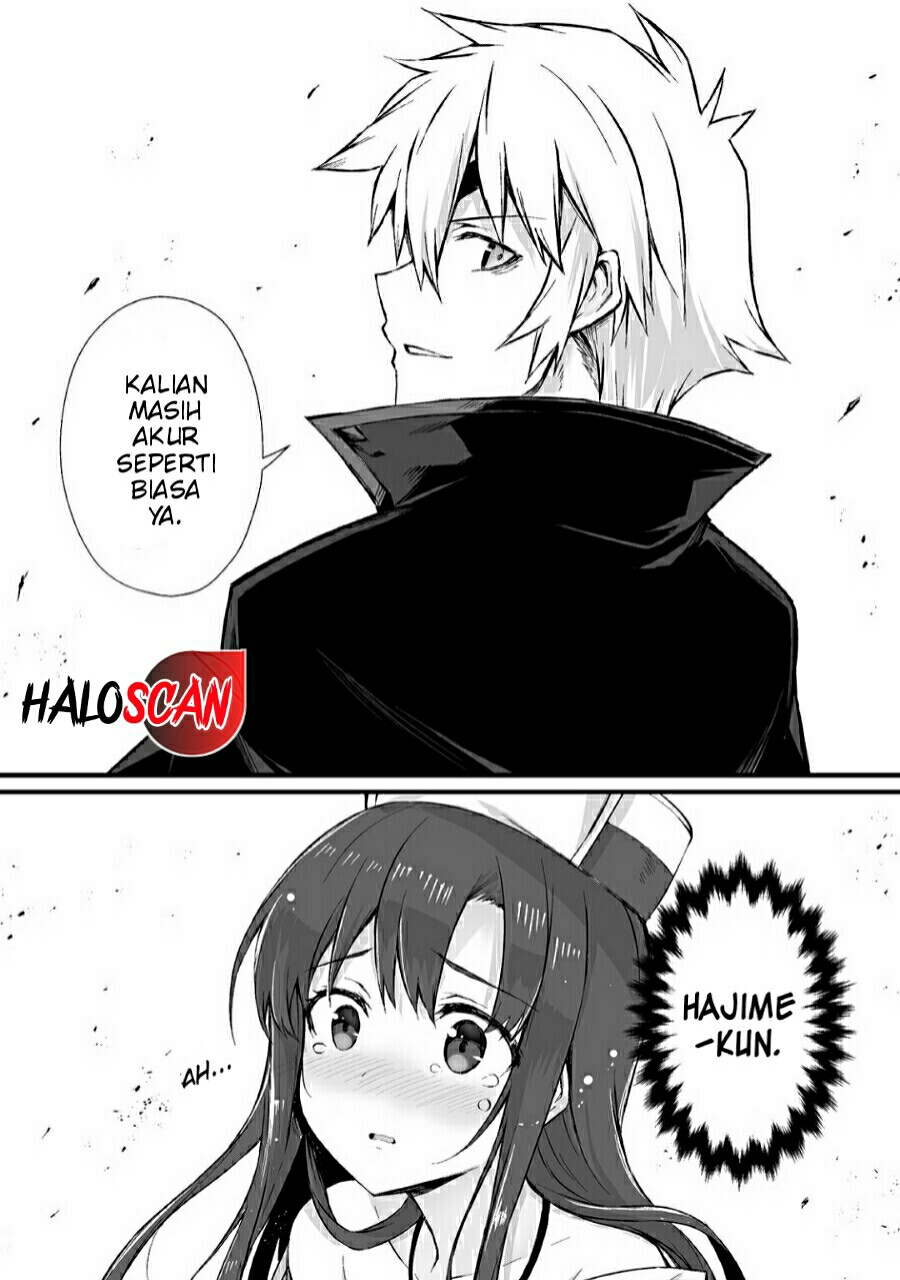 KALIAN
MASIH
AKUR
SEPERTI
BIASA
YA.
HALOSCAN
HAJIME
-KUN.
AH...